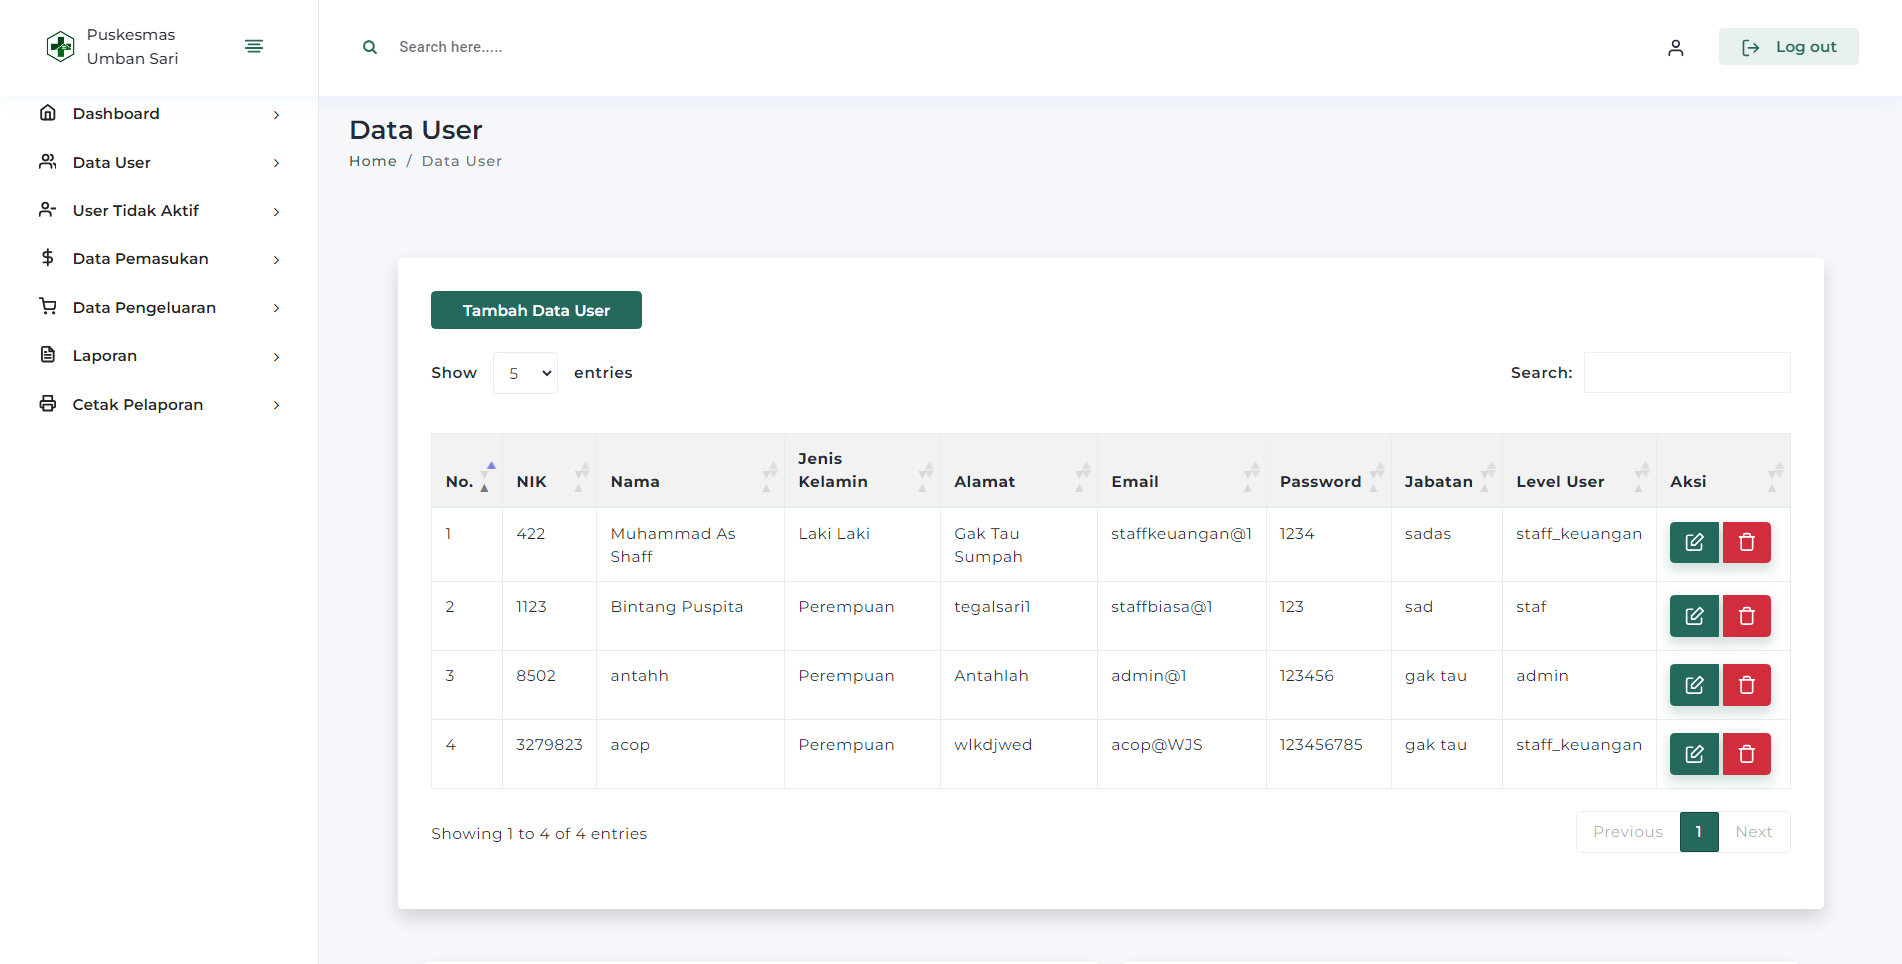 Puskesmas
Umban Sari
Search here.....
Log out
Dashboard
Data User
User Tidak Aktif
Data Pemasukan
Data Pengeluaran
Laporan
Cetak Pelaporan
Data User
Home / Data User
Tambah Data User
Show 5 entries
Search:
No. NIK Nama Jenis Kelamin Alamat Email Password Jabatan Level User Aksi
1 422 Muhammad As Shaff Laki Laki Gak Tau Sumpah staffkeuangan@1 1234 sadas staff_keuangan
2 1123 Bintang Puspita Perempuan tegalsari1 staffbiasa@1 123 sad staf
3 8502 antahh Perempuan Antahlah admin@1 123456 gak tau admin
4 3279823 acop Perempuan wlkdjwed acop@WJS 123456785 gak tau staff_keuangan
Showing 1 to 4 of 4 entries
Previous 1 Next